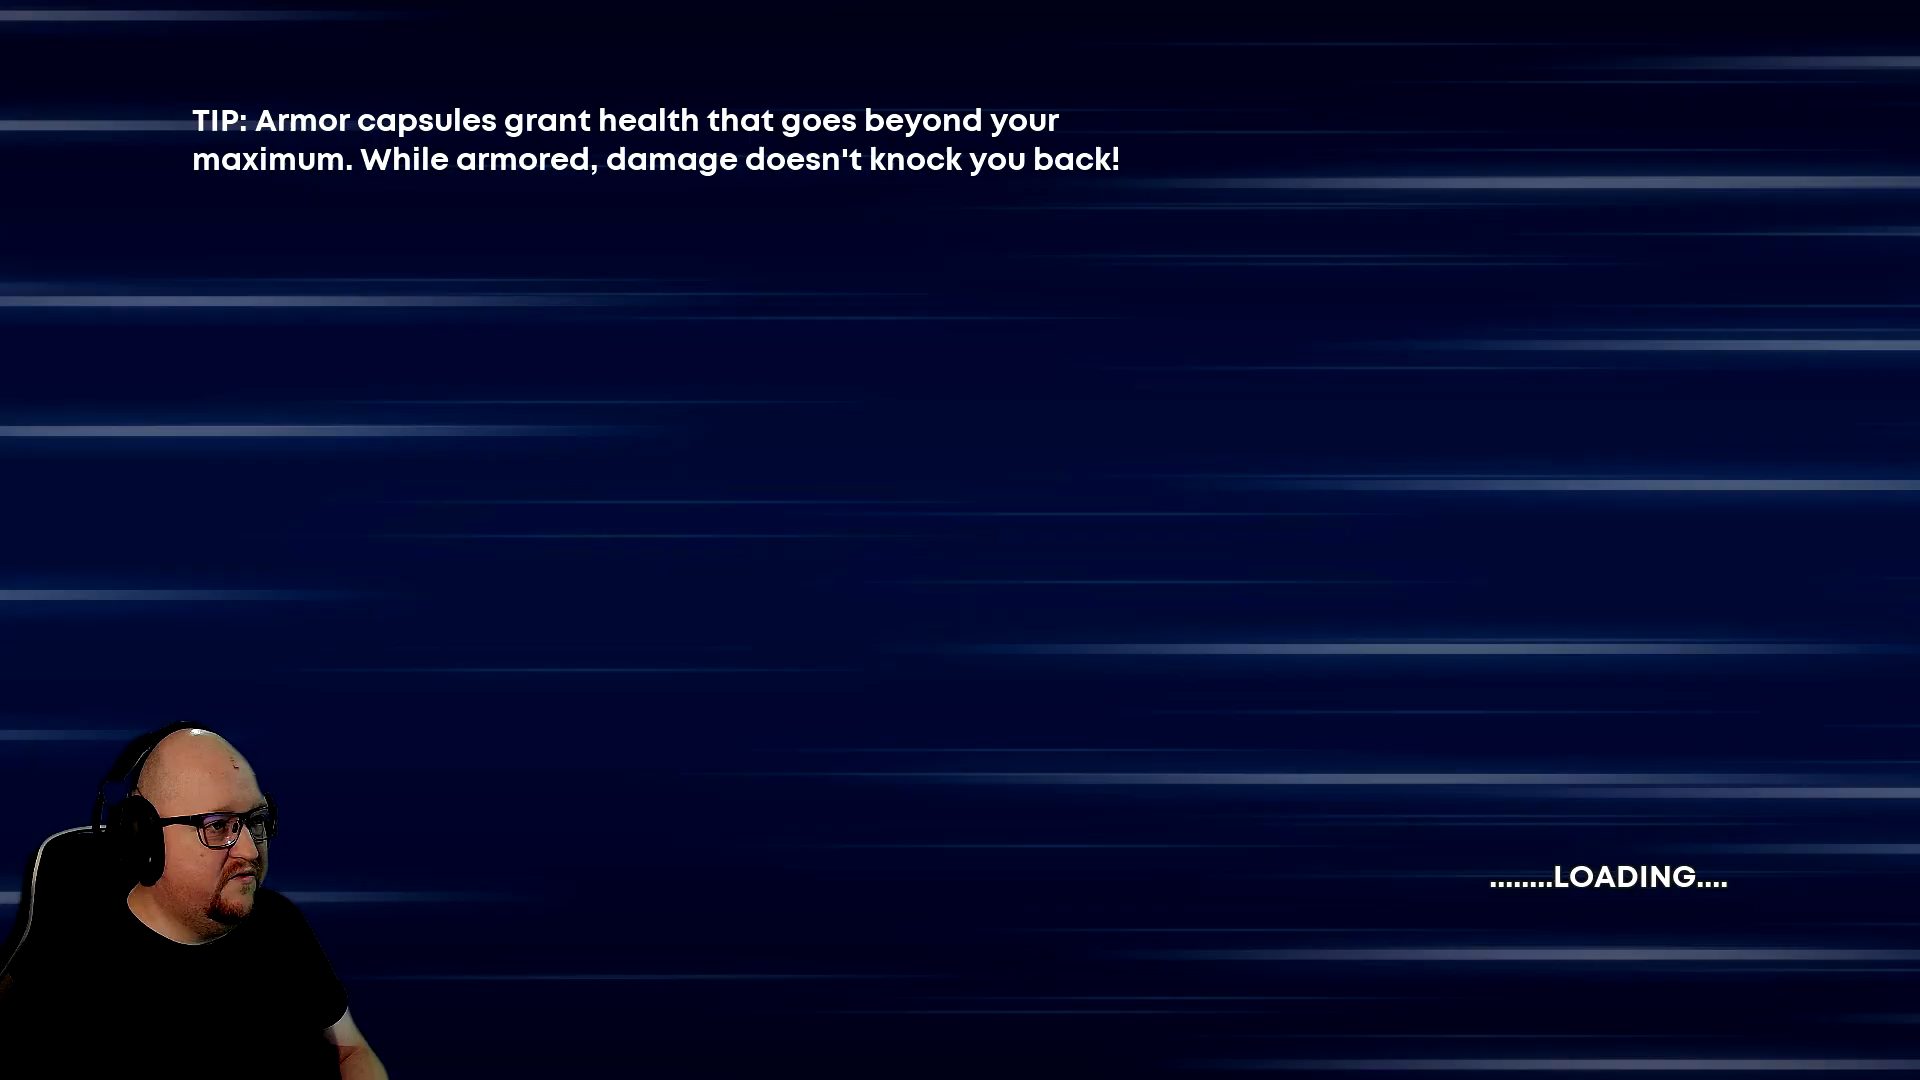 TIP: Armor capsules grant health that goes beyond your
maximum. While armored, damage doesn't knock you back!
........LOADING....